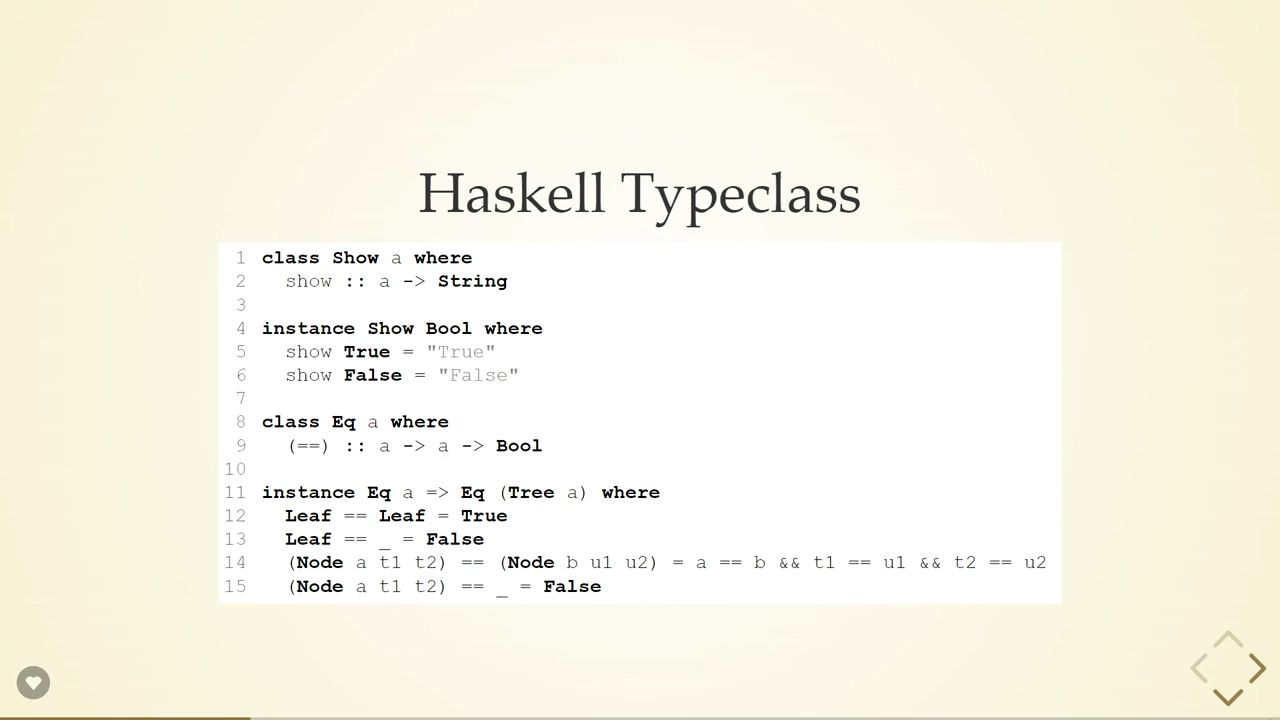 Haskell Typeclass
1 class Show a where
2   show :: a -> String
3
4 instance Show Bool where
5   show True = "True"
6   show False = "False"
7
8 class Eq a where
9   (==) :: a -> a -> Bool
10
11 instance Eq a => Eq (Tree a) where
12   Leaf == Leaf = True
13   Leaf == _ = False
14   (Node a t1 t2) == (Node b u1 u2) = a == b && t1 == u1 && t2 == u2
15   (Node a t1 t2) == _ = False